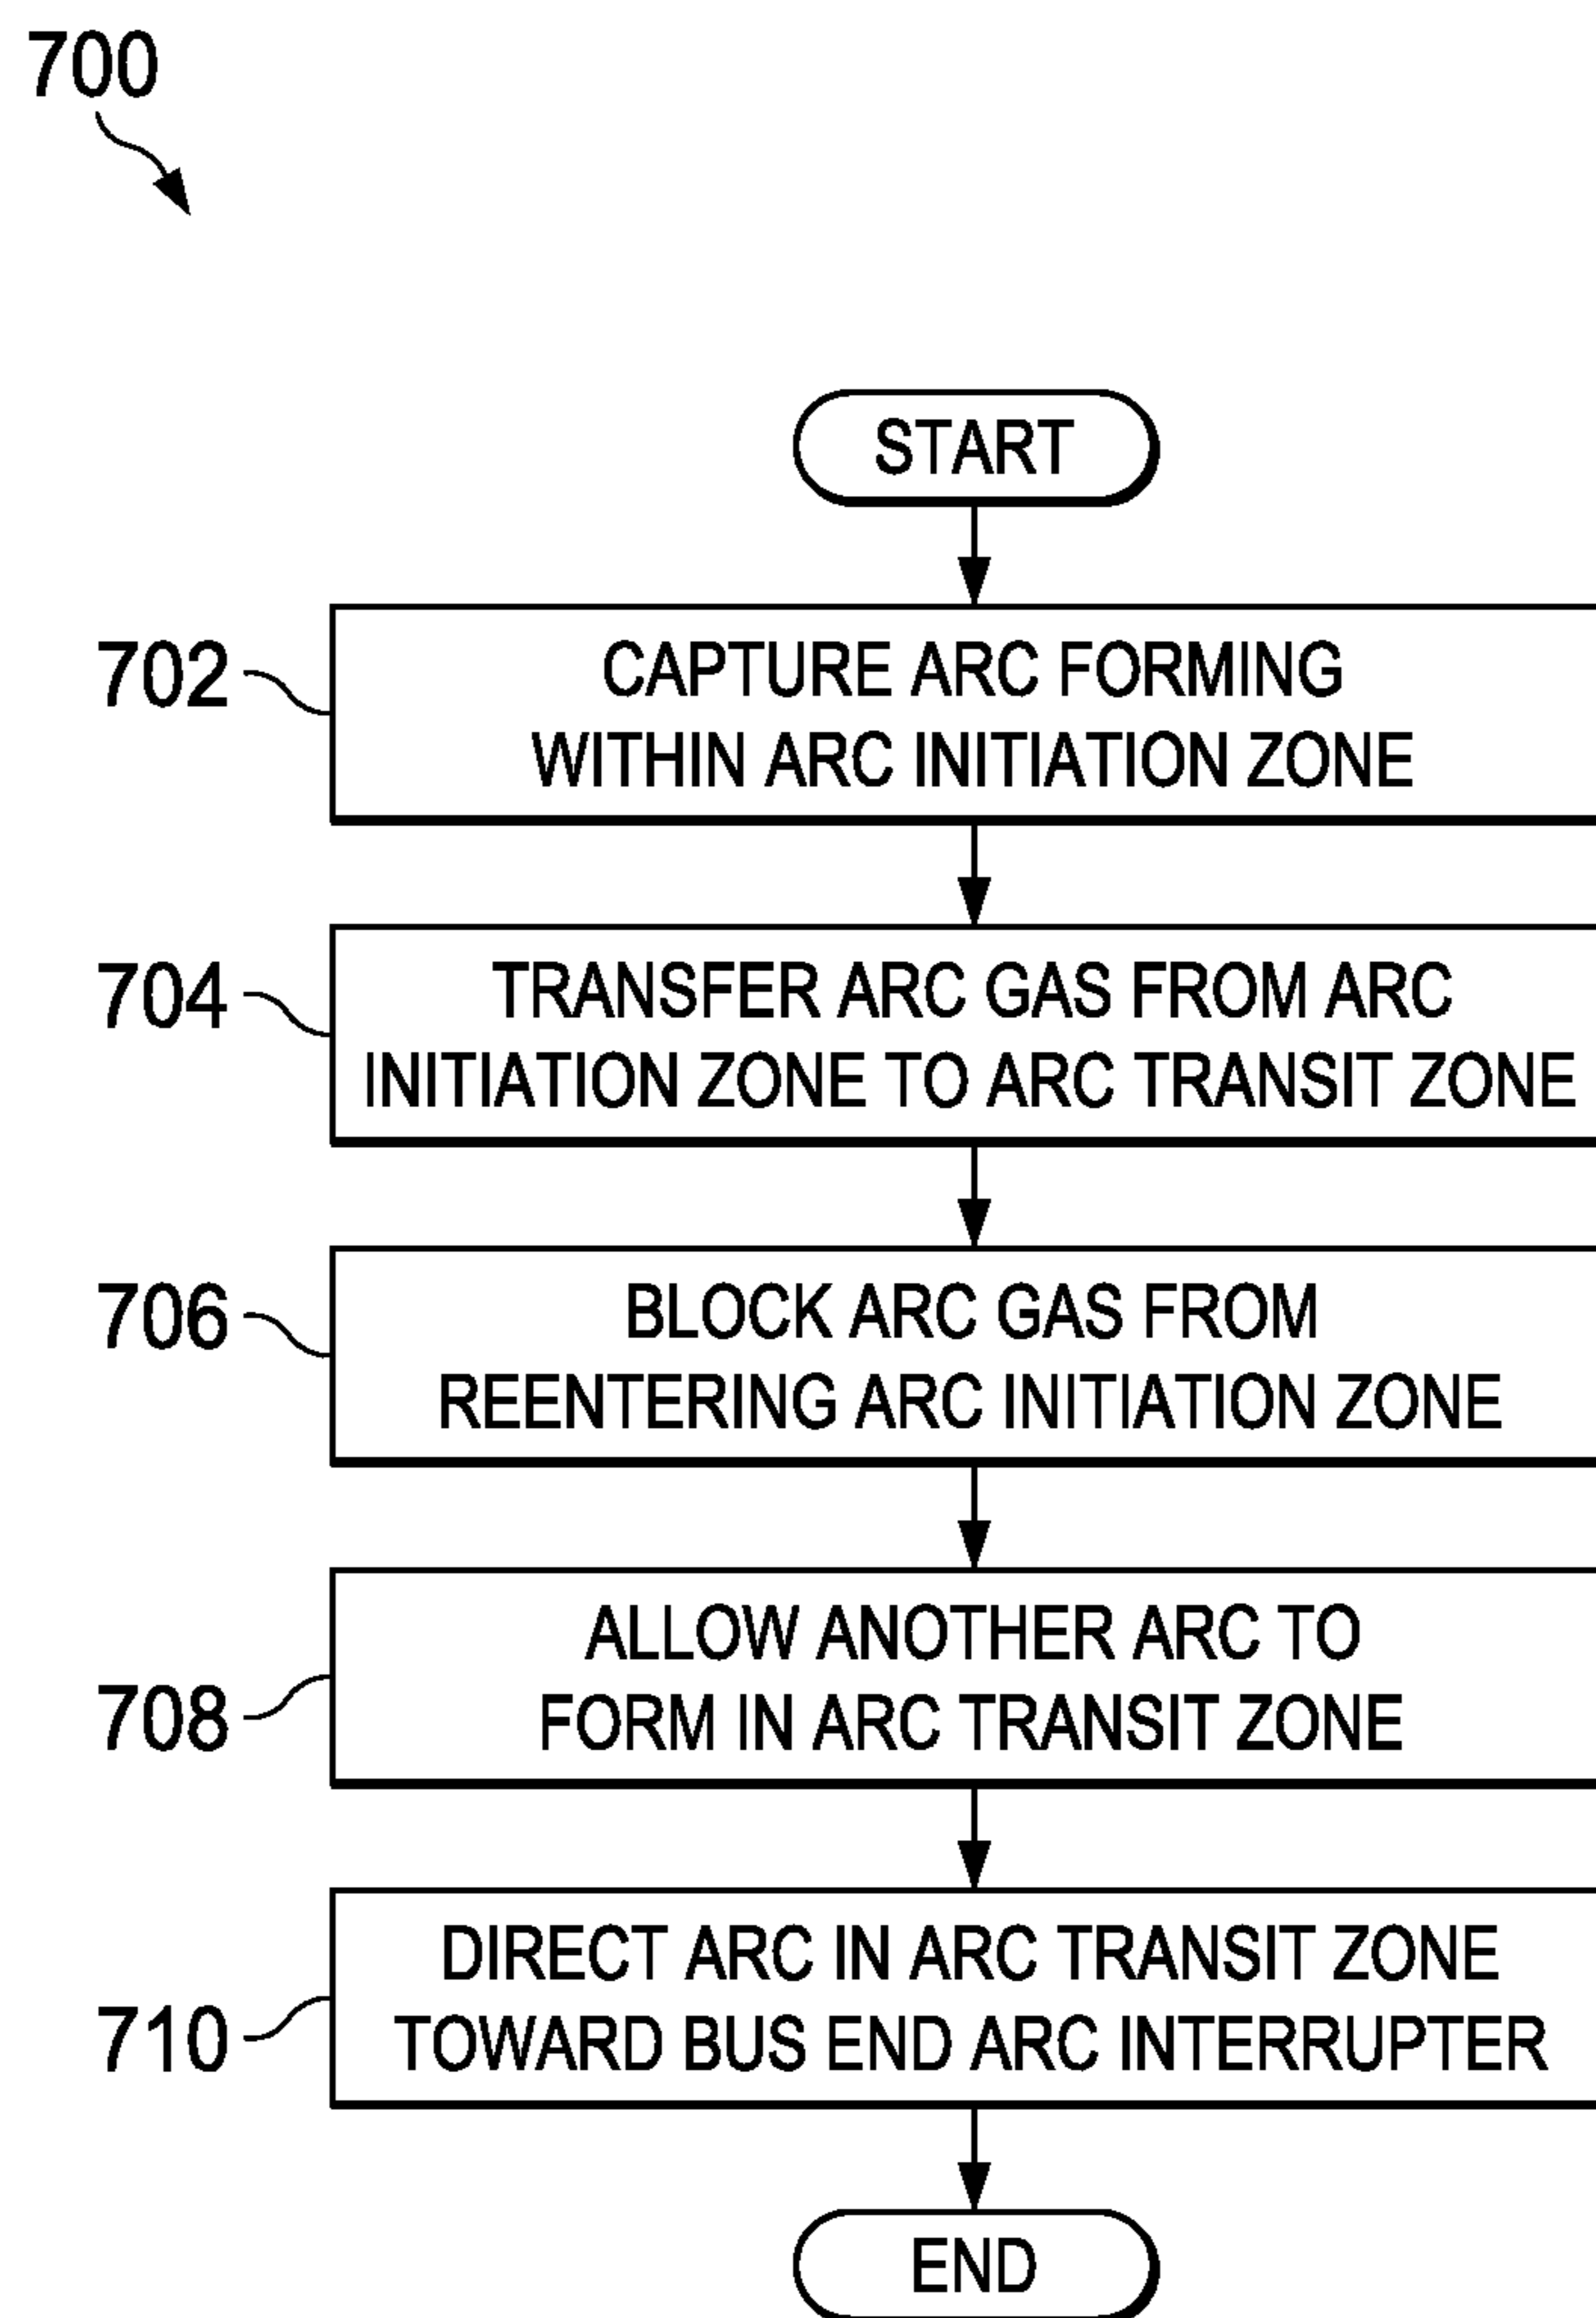 700
START
702
CAPTURE ARC FORMING
WITHIN ARC INITIATION ZONE
704
TRANSFER ARC GAS FROM ARC
INITIATION ZONE TO ARC TRANSIT ZONE
706
BLOCK ARC GAS FROM
REENTERING ARC INITIATION ZONE
708
ALLOW ANOTHER ARC TO
FORM IN ARC TRANSIT ZONE
710
DIRECT ARC IN ARC TRANSIT ZONE
TOWARD BUS END ARC INTERRUPTER
END